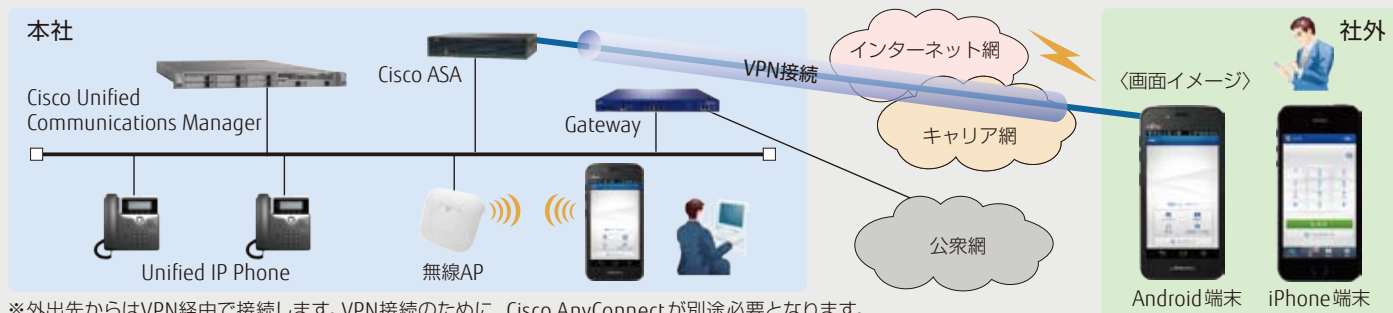 本社
社外
Cisco ASA
Cisco Unified
Communications Manager
Gateway
VPN接続
インターネット網
キャリア網
公衆網
〈画面イメージ〉
Unified IP Phone
無線AP
Android端末
iPhone端末
※外出先からはVPN経由で接続します。VPN接続のために、Cisco AnyConnectが別途必要となります。